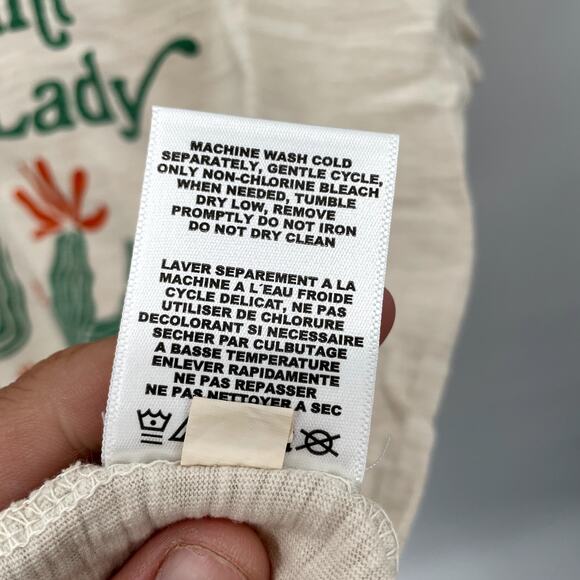 Lady
MACHINE WASH COLD
SEPARATELY, GENTLE CYCLE,
ONLY NON-CHLORINE BLEACH
WHEN NEEDED, TUMBLE
DRY LOW, REMOVE
PROMPTLY DO NOT IRON
DO NOT DRY CLEAN
LAVER SEPAREMENT A LA
MACHINE A L´EAU FROIDE
CYCLE DELICAT, NE PAS
UTILISER DE CHLORURE
DECOLORANT SI NECESSAIRE
SECHER PAR CULBUTAGE
A BASSE TEMPERATURE
ENLEVER RAPIDAMENTE
NE PAS REPASSER
NE PAS NETTOYER A SEC